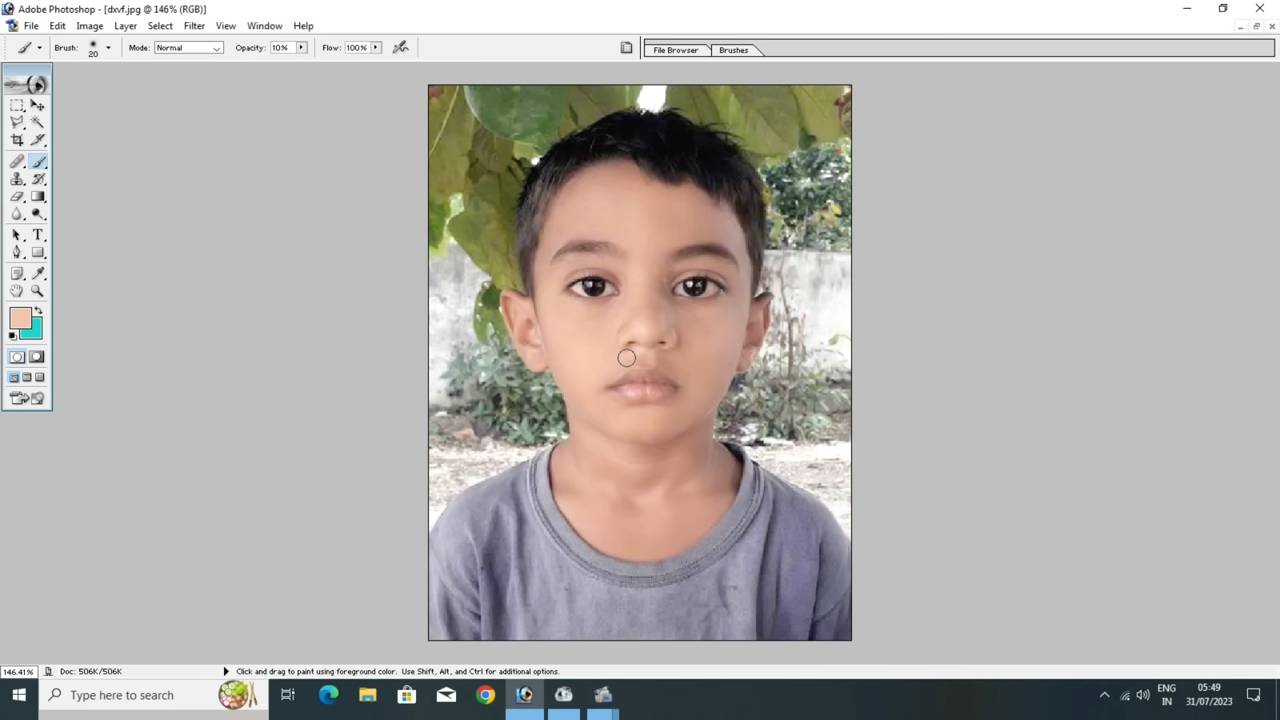 Adobe Photoshop - [dxvf.jpg @ 146% (RGB)]
File Edit Image Layer Select Filter View Window Help
Brush: 20 Mode: Normal Opacity: 10% Flow: 100% File Browser Brushes
T
146.41% Doc: 506K/506K Click and drag to paint using foreground color. Use Shift, Alt, and Ctrl for additional options.
Type here to search
ENG
IN
05:49
31/07/2023